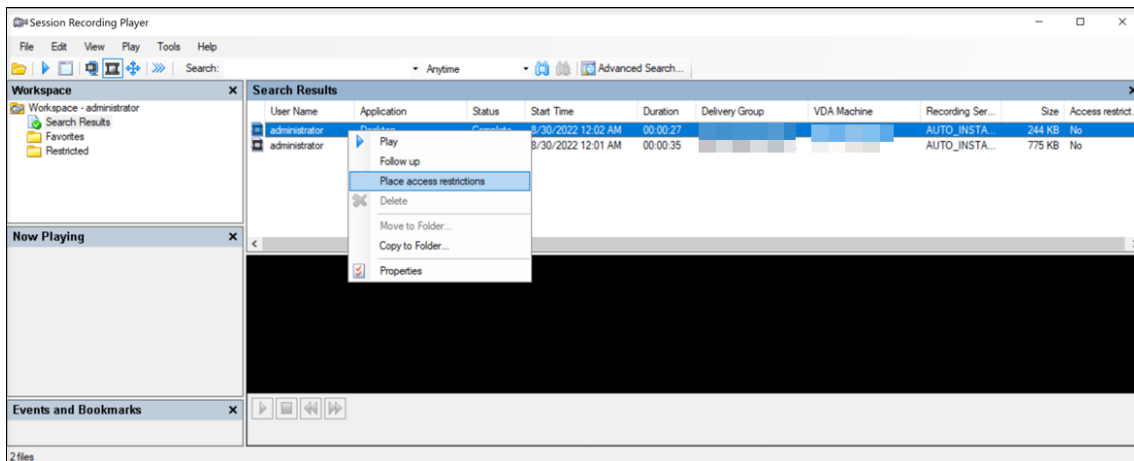 Session Recording Player
File Edit View Play Tools Help
Search: Anytime Advanced Search...
Workspace
Workspace - administrator
Search Results
Favorites
Restricted
Search Results
User Name Application Status Start Time Duration Delivery Group VDA Machine Recording Ser... Size Access restrict.
administrator Desktop Complete 8/30/2022 12:02 AM 00:00:27 AUTO_INSTA... 244 KB No
administrator 8/30/2022 12:01 AM 00:00:35 AUTO_INSTA... 775 KB No
Play
Follow up
Place access restrictions
Delete
Move to Folder...
Copy to Folder...
Properties
Now Playing
Events and Bookmarks
2 files